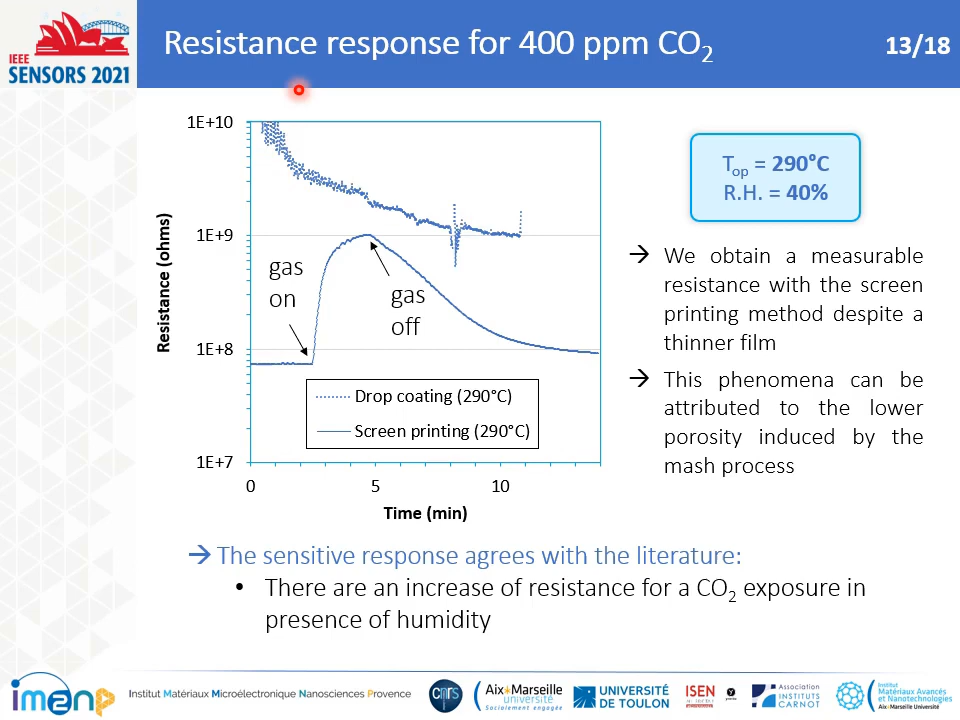 IEEE
SENSORS 2021
Resistance response for 400 ppm CO₂
13/18
1E+10
1E+9
1E+8
1E+7
Resistance (ohms)
gas
on
gas
off
Drop coating (290°C)
Screen printing (290°C)
0 5 10
Time (min)
Top = 290°C
R.H. = 40%
→ We obtain a measurable
resistance with the screen
printing method despite a
thinner film
→ This phenomena can be
attributed to the lower
porosity induced by the
mash process
→ The sensitive response agrees with the literature:
• There are an increase of resistance for a CO₂ exposure in
presence of humidity
im2np
Institut Matériaux Microélectronique Nanosciences Provence
cnrs
Aix*Marseille
université
Socialement engagée
UNIVERSITÉ
DE TOULON
ISEN
Association
INSTITUTS
CARNOT
Institut
Matériaux Avancés
et Nanotechnologies
Aix*Marseille Université